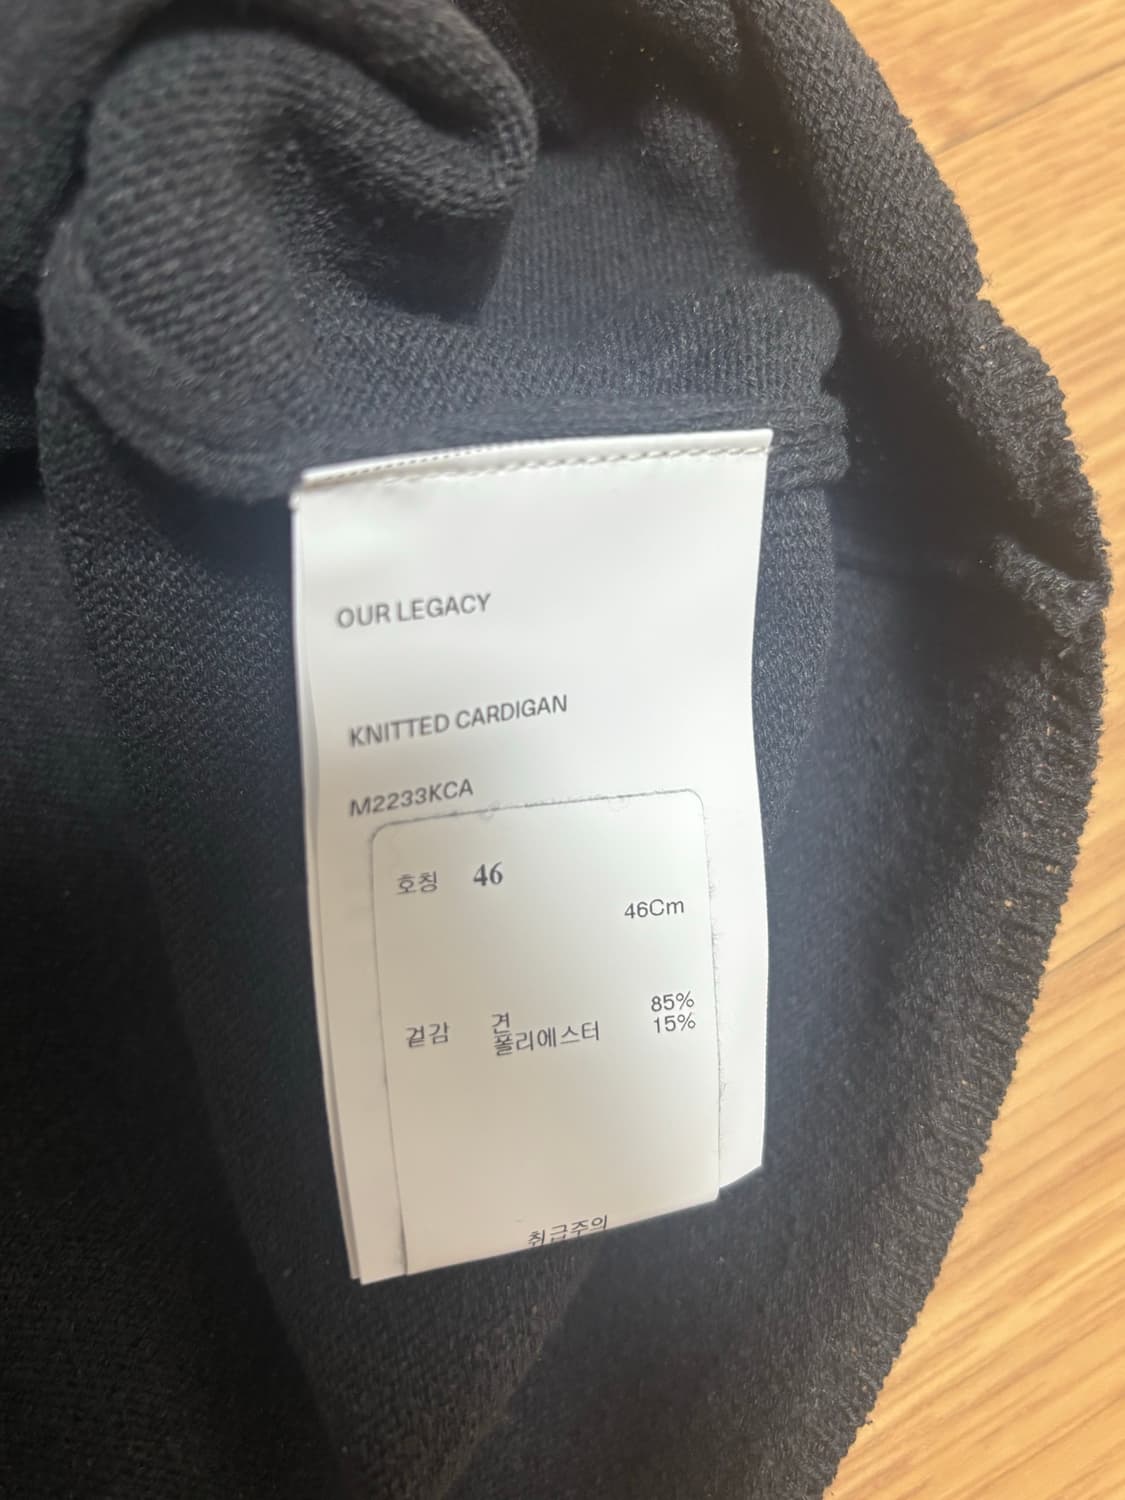 OUR LEGACY
KNITTED CARDIGAN
M2233KCA
호칭 46
46Cm
겉감 견 85%
폴리에스터 15%
취급주의